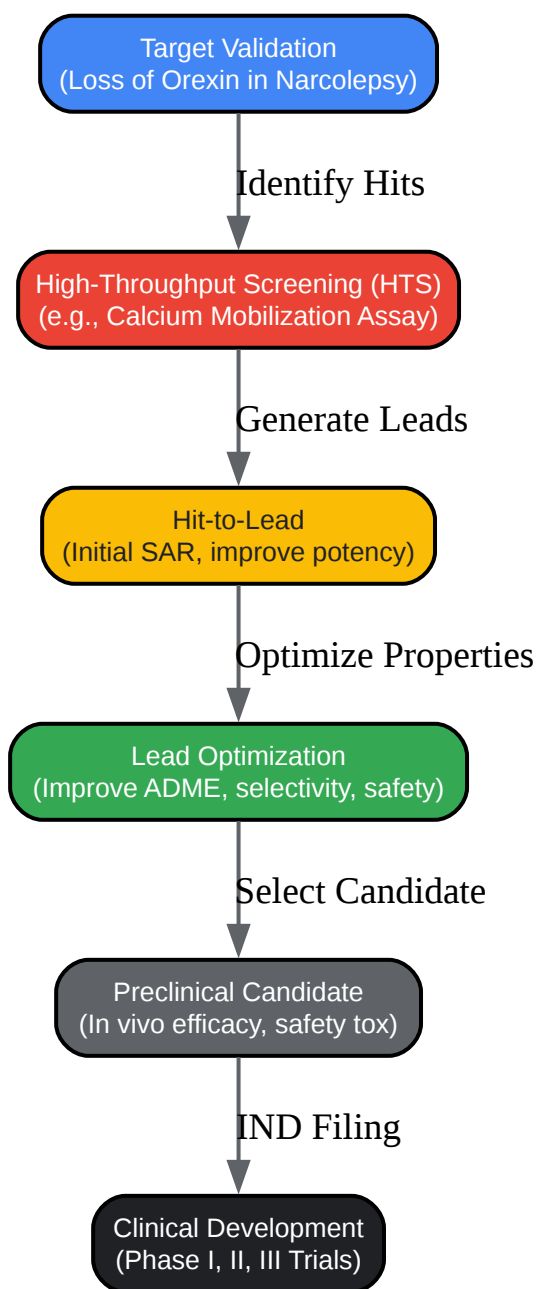 Target Validation
(Loss of Orexin in Narcolepsy)
Identify Hits
High-Throughput Screening (HTS)
(e.g., Calcium Mobilization Assay)
Generate Leads
Hit-to-Lead
(Initial SAR, improve potency)
Optimize Properties
Lead Optimization
(Improve ADME, selectivity, safety)
Select Candidate
Preclinical Candidate
(In vivo efficacy, safety tox)
IND Filing
Clinical Development
(Phase I, II, III Trials)